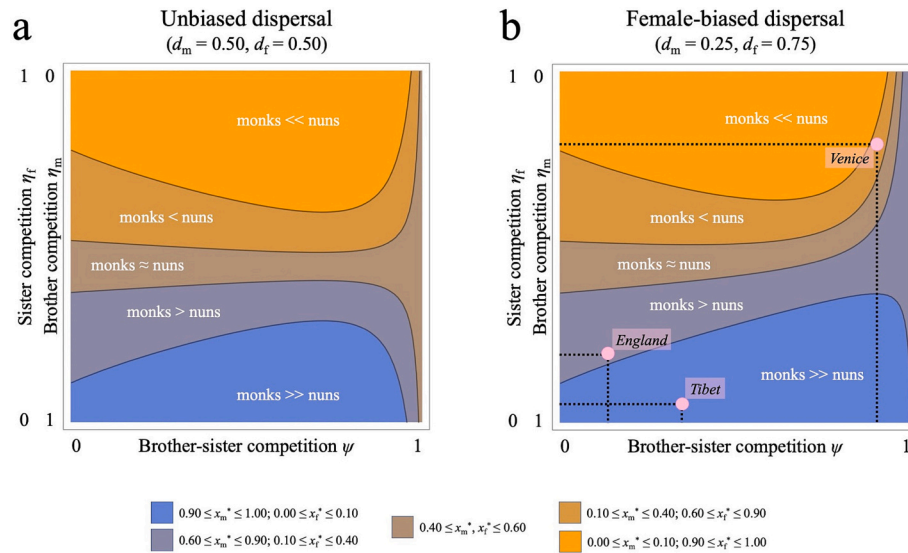 a
Unbiased dispersal
(dm = 0.50, df = 0.50)
1 0
monks << nuns
monks < nuns
monks ≈ nuns
monks > nuns
monks >> nuns
Sister competition ηf
Brother competition ηm
0 1
0
1
Brother-sister competition ψ
b
Female-biased dispersal
(dm = 0.25, df = 0.75)
1 0
monks << nuns
Venice
monks < nuns
monks ≈ nuns
monks > nuns
England
monks >> nuns
Tibet
Sister competition ηf
Brother competition ηm
0 1
0
1
Brother-sister competition ψ
0.90 ≤ xm* ≤ 1.00; 0.00 ≤ xf* ≤ 0.10
0.60 ≤ xm* ≤ 0.90; 0.10 ≤ xf* ≤ 0.40
0.40 ≤ xm*, xf* ≤ 0.60
0.10 ≤ xm* ≤ 0.40; 0.60 ≤ xf* ≤ 0.90
0.00 ≤ xm* ≤ 0.10; 0.90 ≤ xf* ≤ 1.00